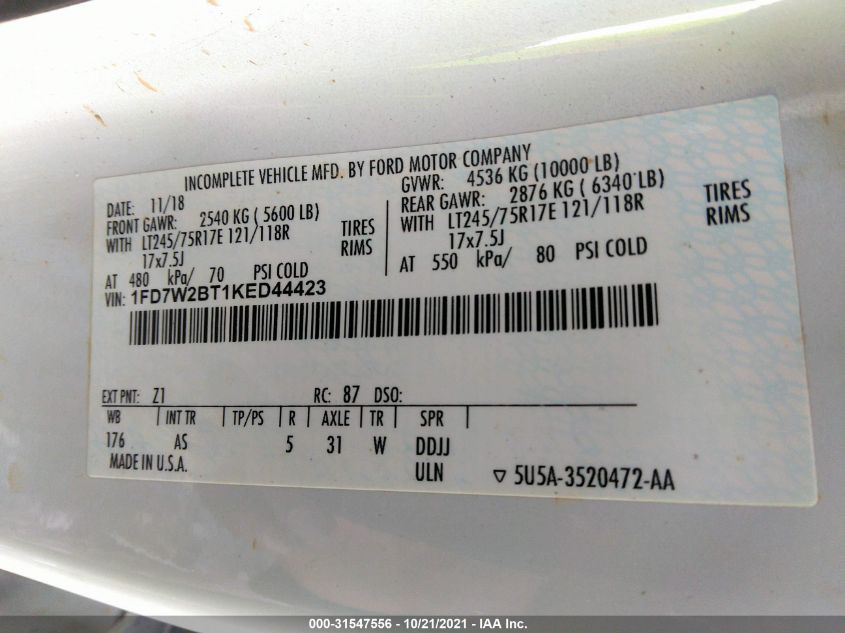 INCOMPLETE VEHICLE MFD. BY FORD MOTOR COMPANY
DATE: 11/18
GVWR: 4536 KG (10000 LB)
FRONT GAWR: 2540 KG ( 5600 LB)
REAR GAWR: 2876 KG ( 6340 LB)
WITH LT245/75R17E 121/118R TIRES
WITH LT245/75R17E 121/118R TIRES
17x7.5J RIMS
17x7.5J RIMS
AT 480 kPa/ 70 PSI COLD
AT 550 kPa/ 80 PSI COLD
VIN: 1FD7W2BT1KED44423
EXT PNT: Z1 RC: 87 DSO:
WB | INT TR | TP/PS | R | AXLE | TR | SPR |
176 AS 5 31 W DDJJ
MADE IN U.S.A. ULN
▽ 5U5A-3520472-AA
000-31547556 - 10/21/2021 - IAA Inc.